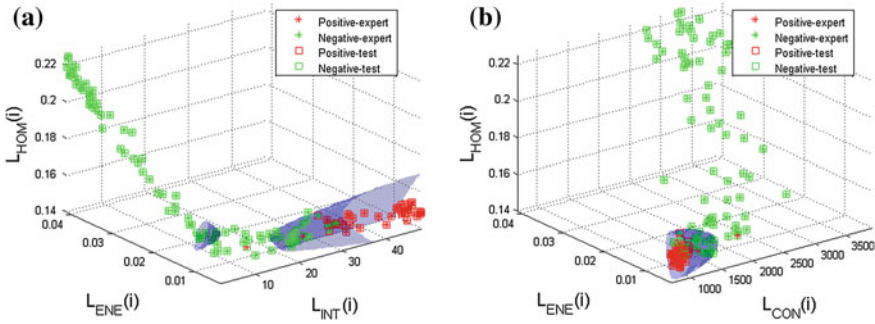 (a)
Positive-expert
Negative-expert
Positive-test
Negative-test
0.22
0.2
0.18
0.16
0.14
L_HOM(i)
0.04
0.03
0.02
0.01
L_ENE(i)
10
20
30
40
L_INT(i)
(b)
Positive-expert
Negative-expert
Positive-test
Negative-test
0.22
0.2
0.18
0.16
0.14
L_HOM(i)
0.04
0.03
0.02
0.01
L_ENE(i)
1000
1500
2000
2500
3000
3500
L_CON(i)